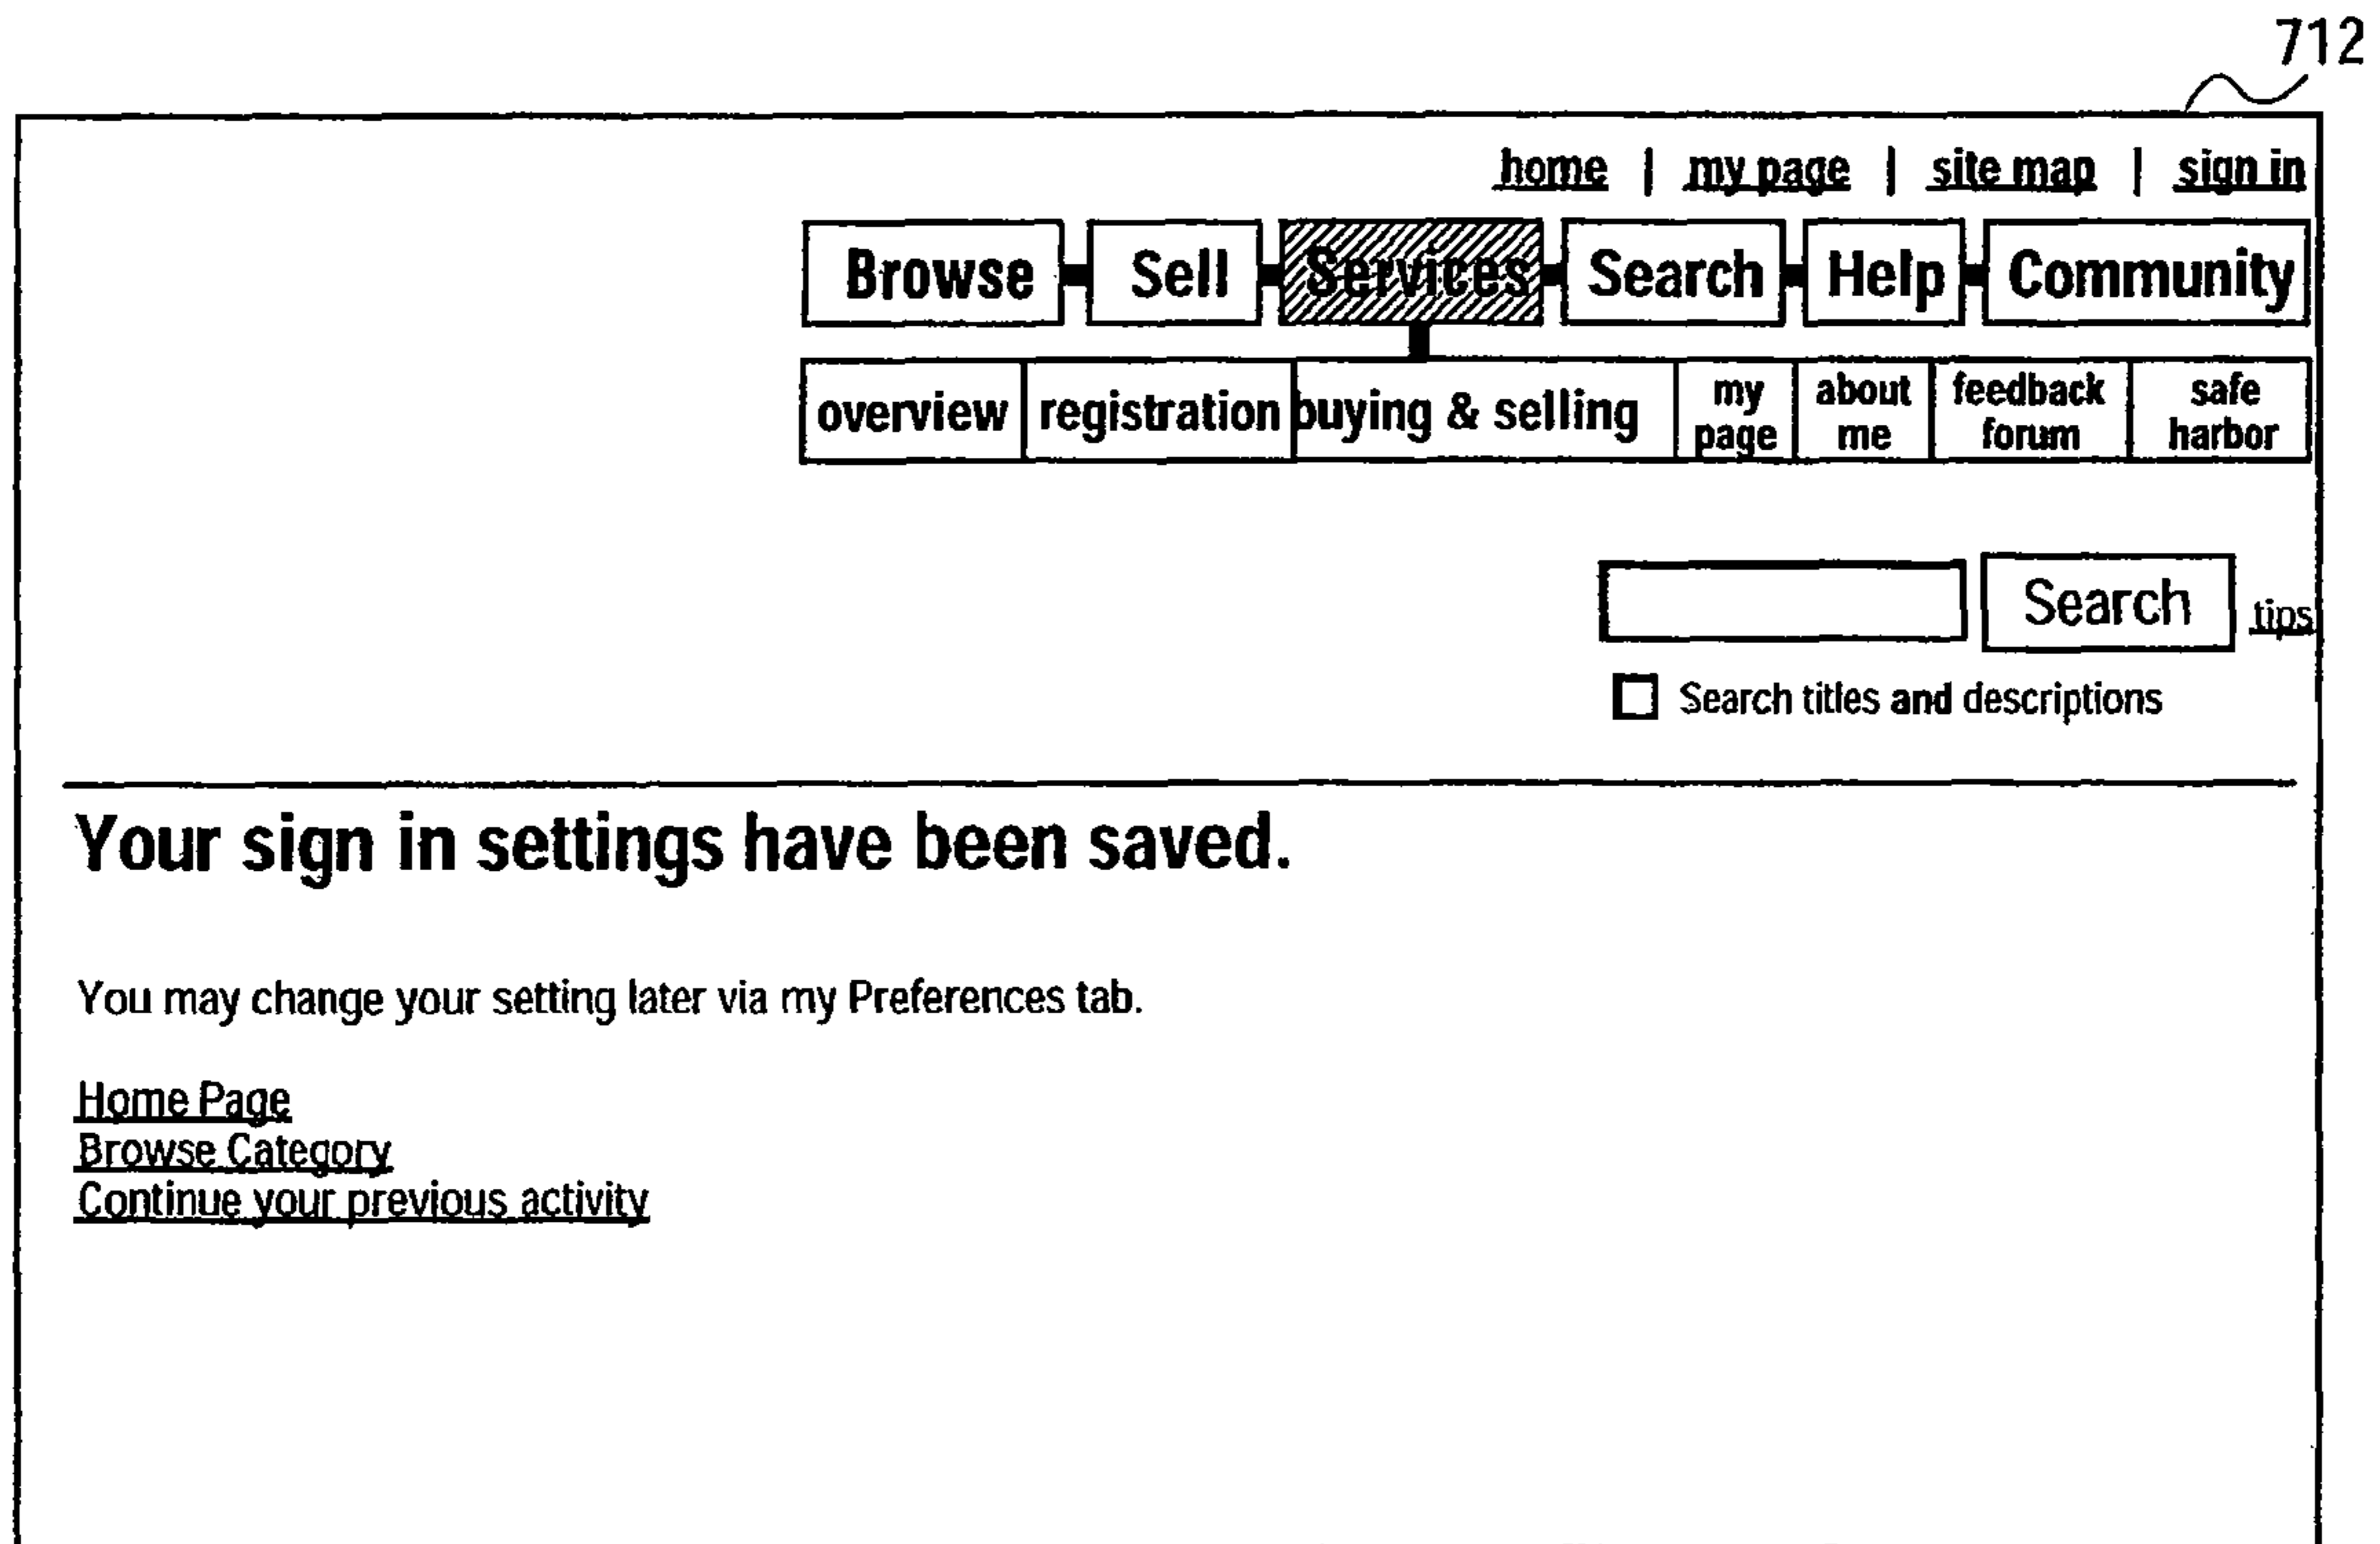 712
home | my page | site map | sign in
Browse Sell Services Search Help Community
overview registration buying & selling my page about me feedback forum safe harbor
Search tips
Search titles and descriptions
Your sign in settings have been saved.
You may change your setting later via my Preferences tab.
Home Page
Browse Category
Continue your previous activity